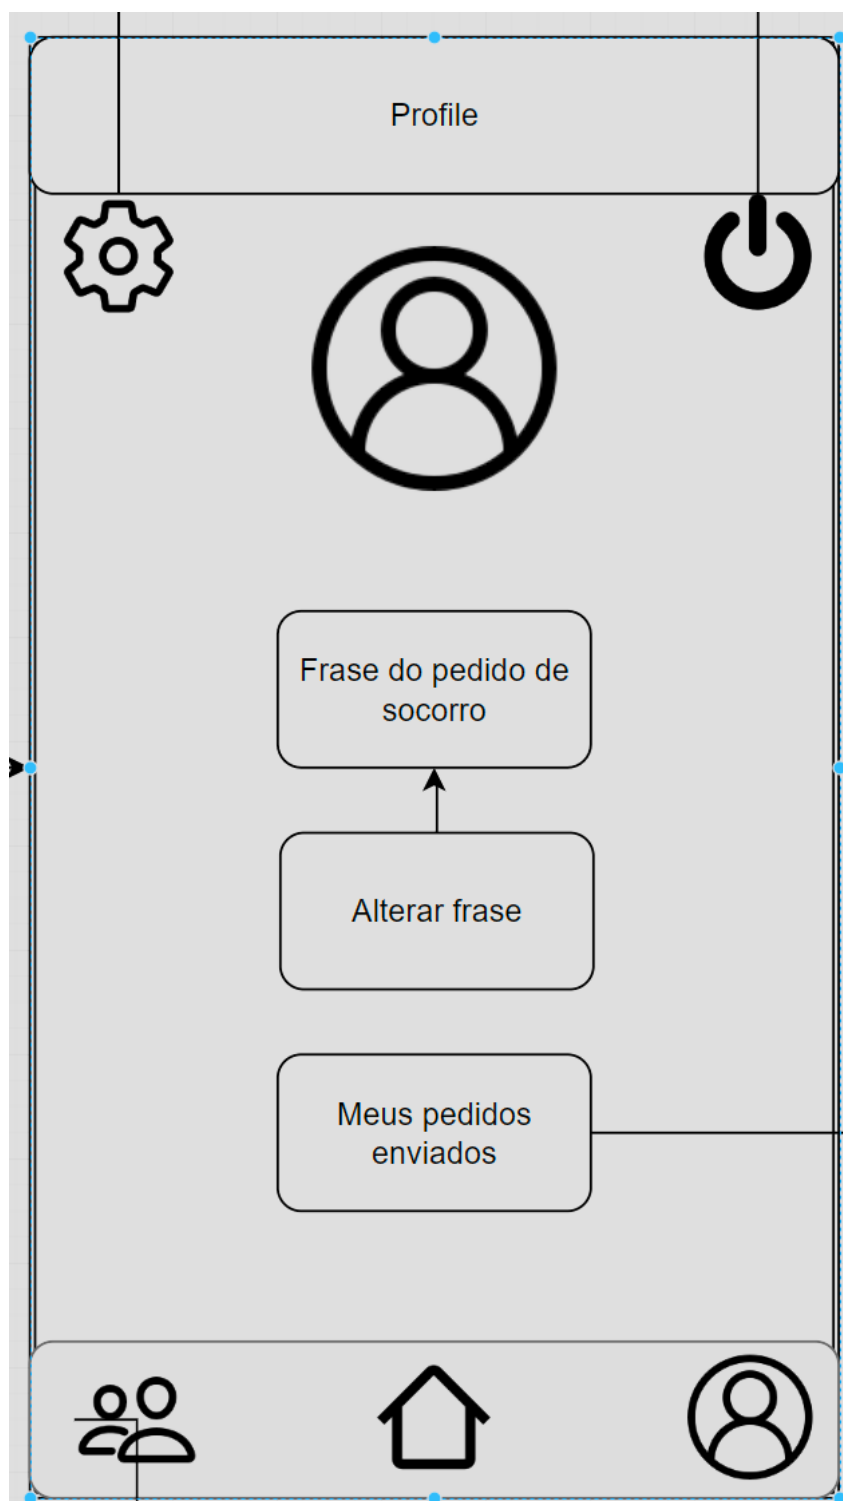 Profile
Frase do pedido de
socorro
Alterar frase
Meus pedidos
enviados